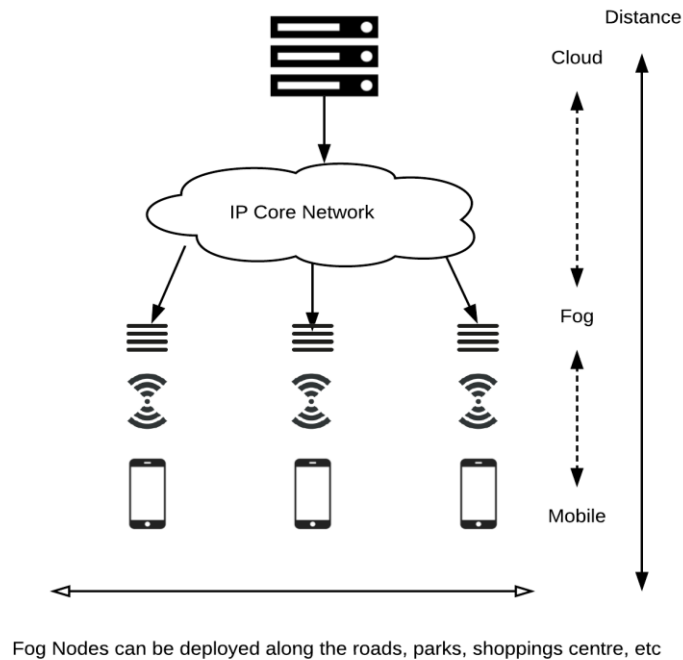 Distance
Cloud
IP Core Network
Fog
Mobile
Fog Nodes can be deployed along the roads, parks, shoppings centre, etc